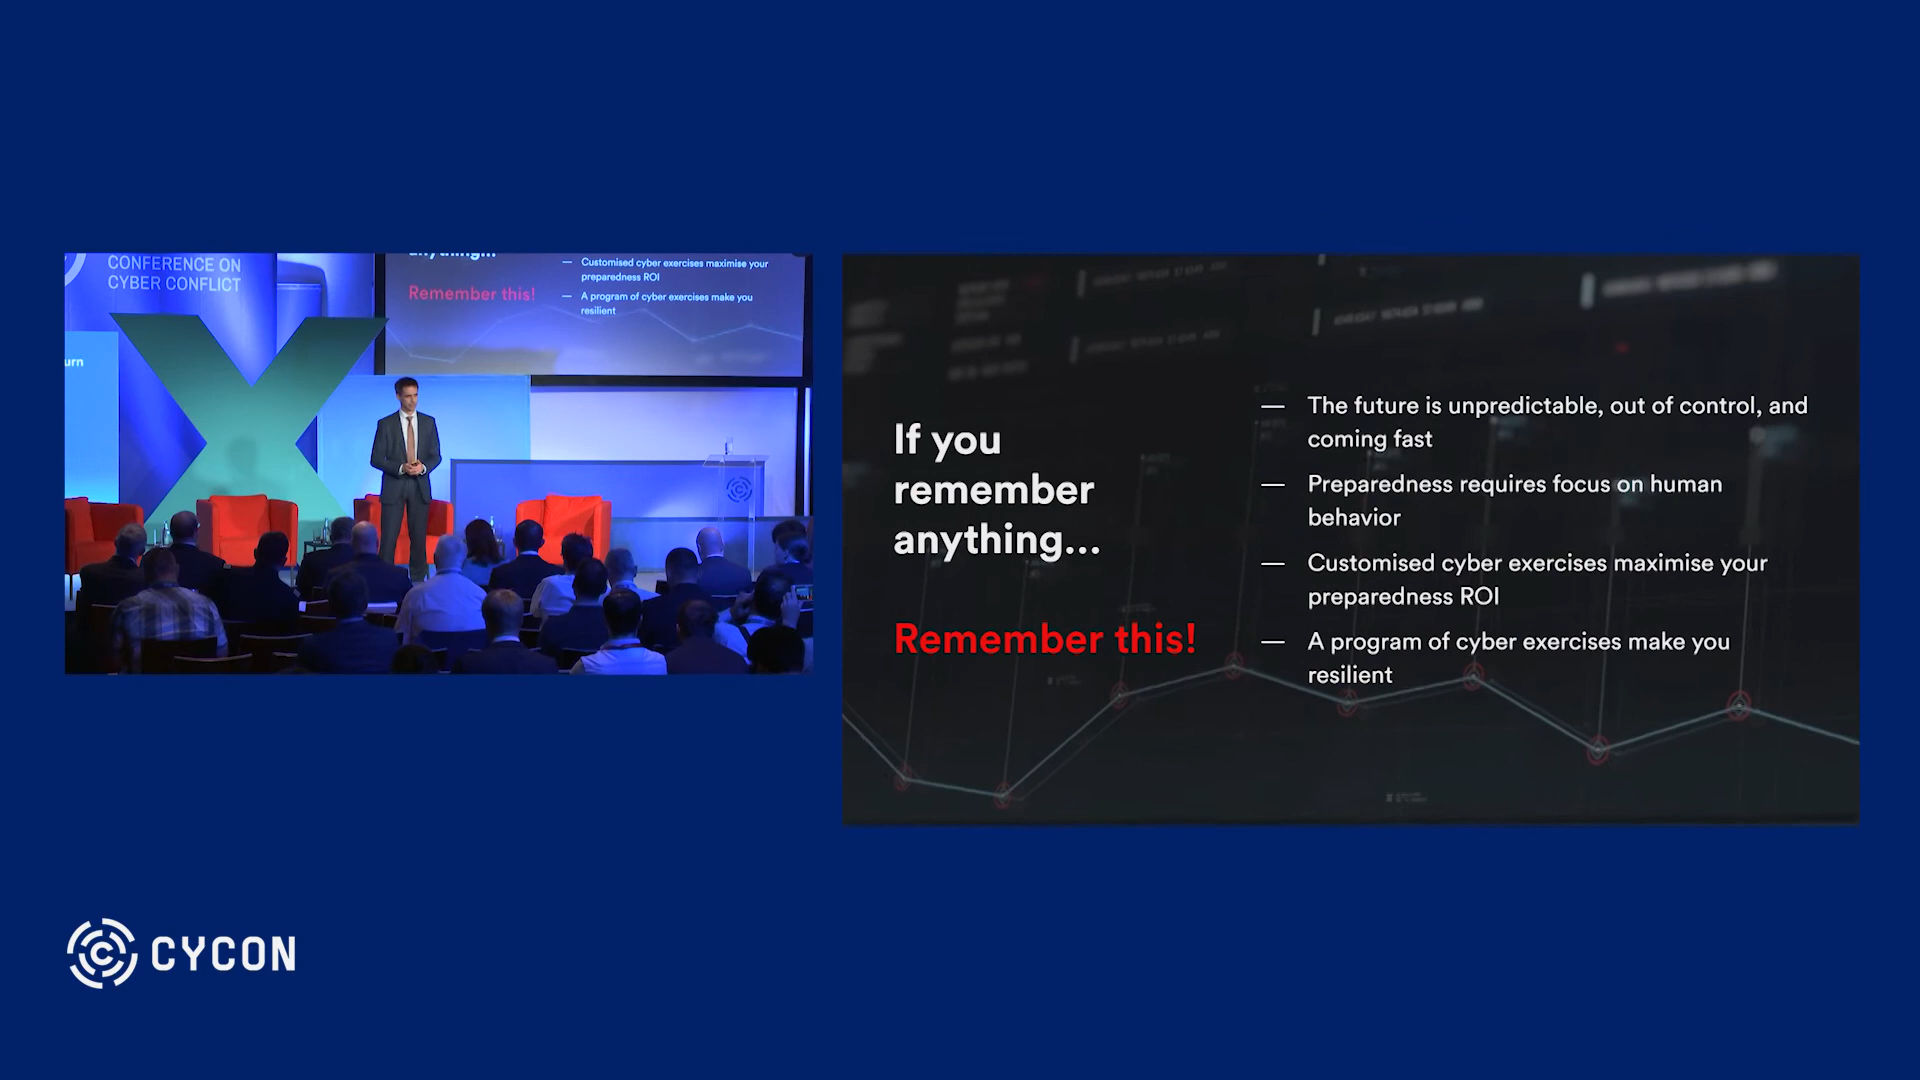 CONFERENCE ON
CYBER CONFLICT
urn
anything...
Remember this!
— Customised cyber exercises maximise your
preparedness ROI
— A program of cyber exercises make you
resilient
If you
remember
anything...
Remember this!
— The future is unpredictable, out of control, and
coming fast
— Preparedness requires focus on human
behavior
— Customised cyber exercises maximise your
preparedness ROI
— A program of cyber exercises make you
resilient
CYCON